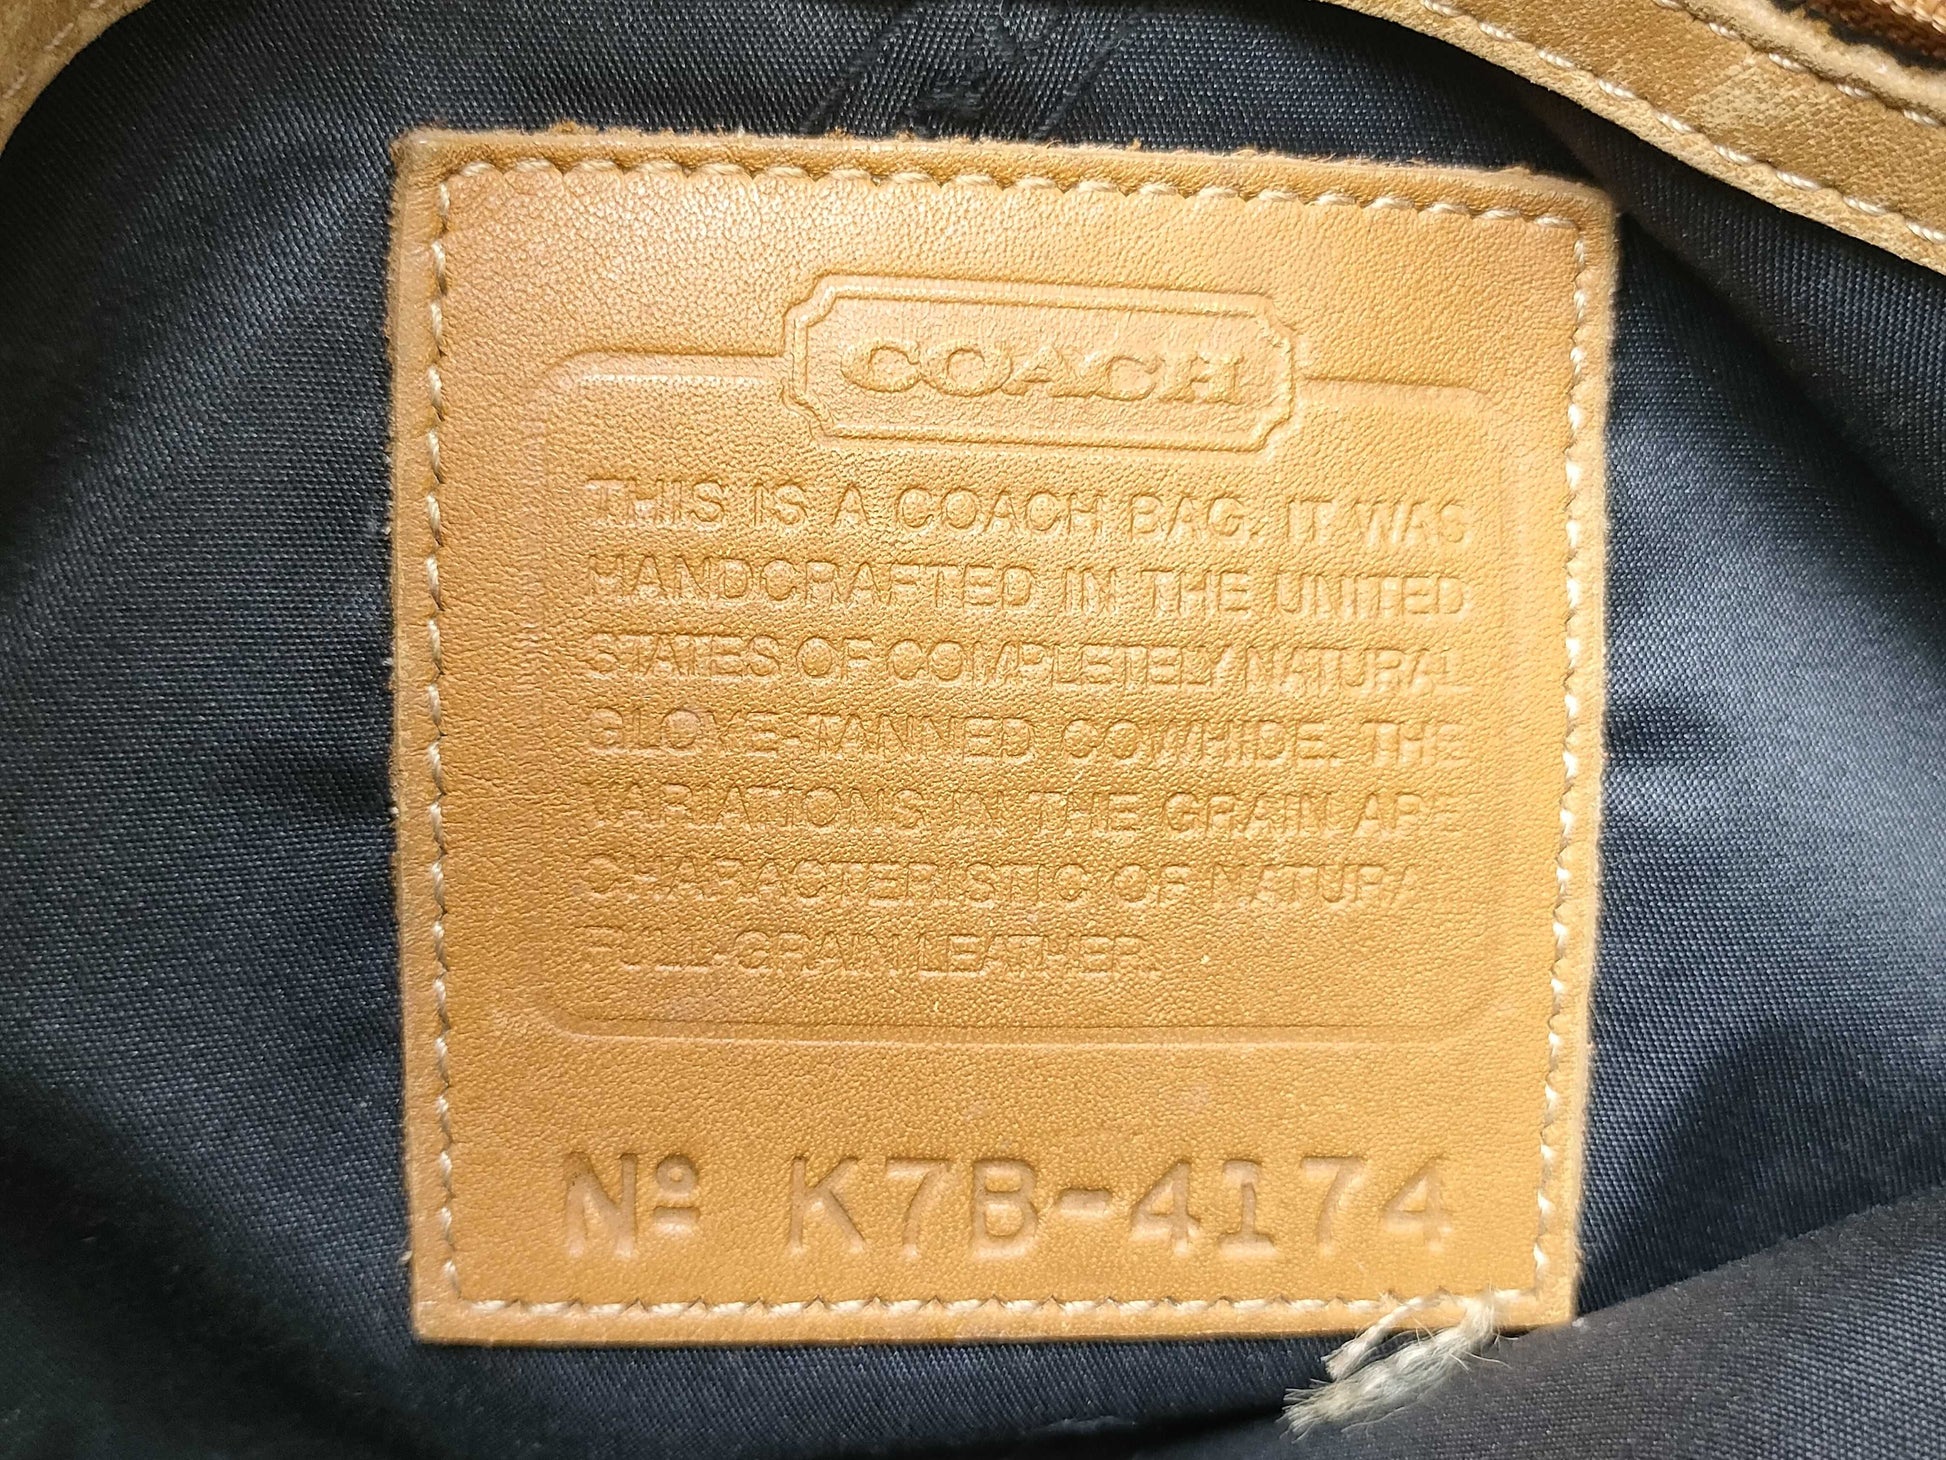 COACH
THIS IS A COACH BAG. IT WAS
HANDCRAFTED IN THE UNITED
STATES OF COMPLETELY NATURAL
GLOVE-TANNED COWHIDE. THE
VARIATIONS IN THE GRAIN ARE
CHARACTERISTIC OF NATURAL
FULL-GRAIN LEATHER.
Nº K7B-4174